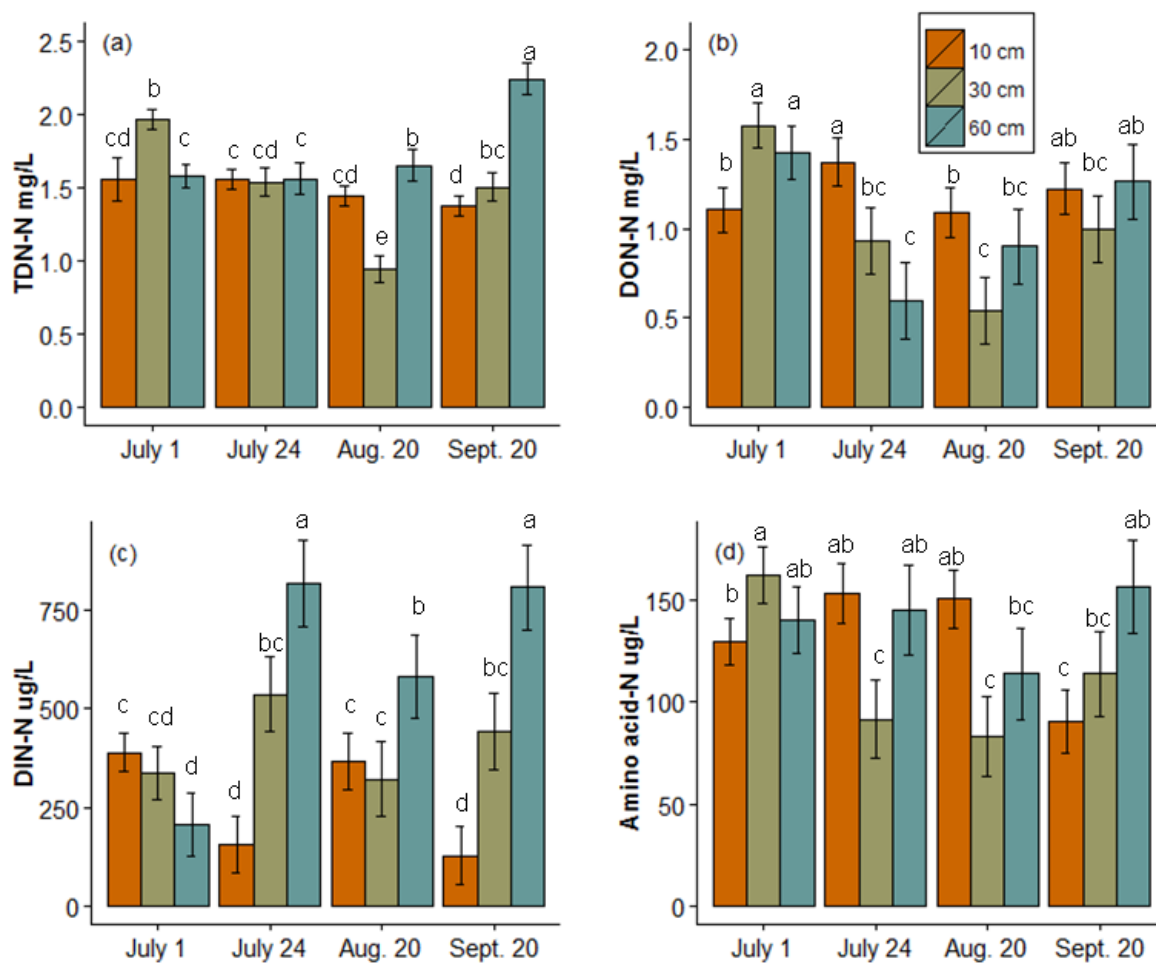 (a)
TDN-N mg/L
2.5
2.0
1.5
1.0
0.5
0.0
cd b c
c cd c
cd e b
d bc a
July 1 July 24 Aug. 20 Sept. 20
(b)
DON-N mg/L
2.0
1.5
1.0
0.5
0.0
b a a
a bc c
b c bc
ab bc ab
10 cm
30 cm
60 cm
July 1 July 24 Aug. 20 Sept. 20
(c)
DIN-N ug/L
750
500
250
0
c cd d
d bc a
c c b
d bc a
July 1 July 24 Aug. 20 Sept. 20
(d)
Amino acid-N ug/L
150
100
50
0
b a ab
ab c ab
ab c bc
c bc ab
July 1 July 24 Aug. 20 Sept. 20